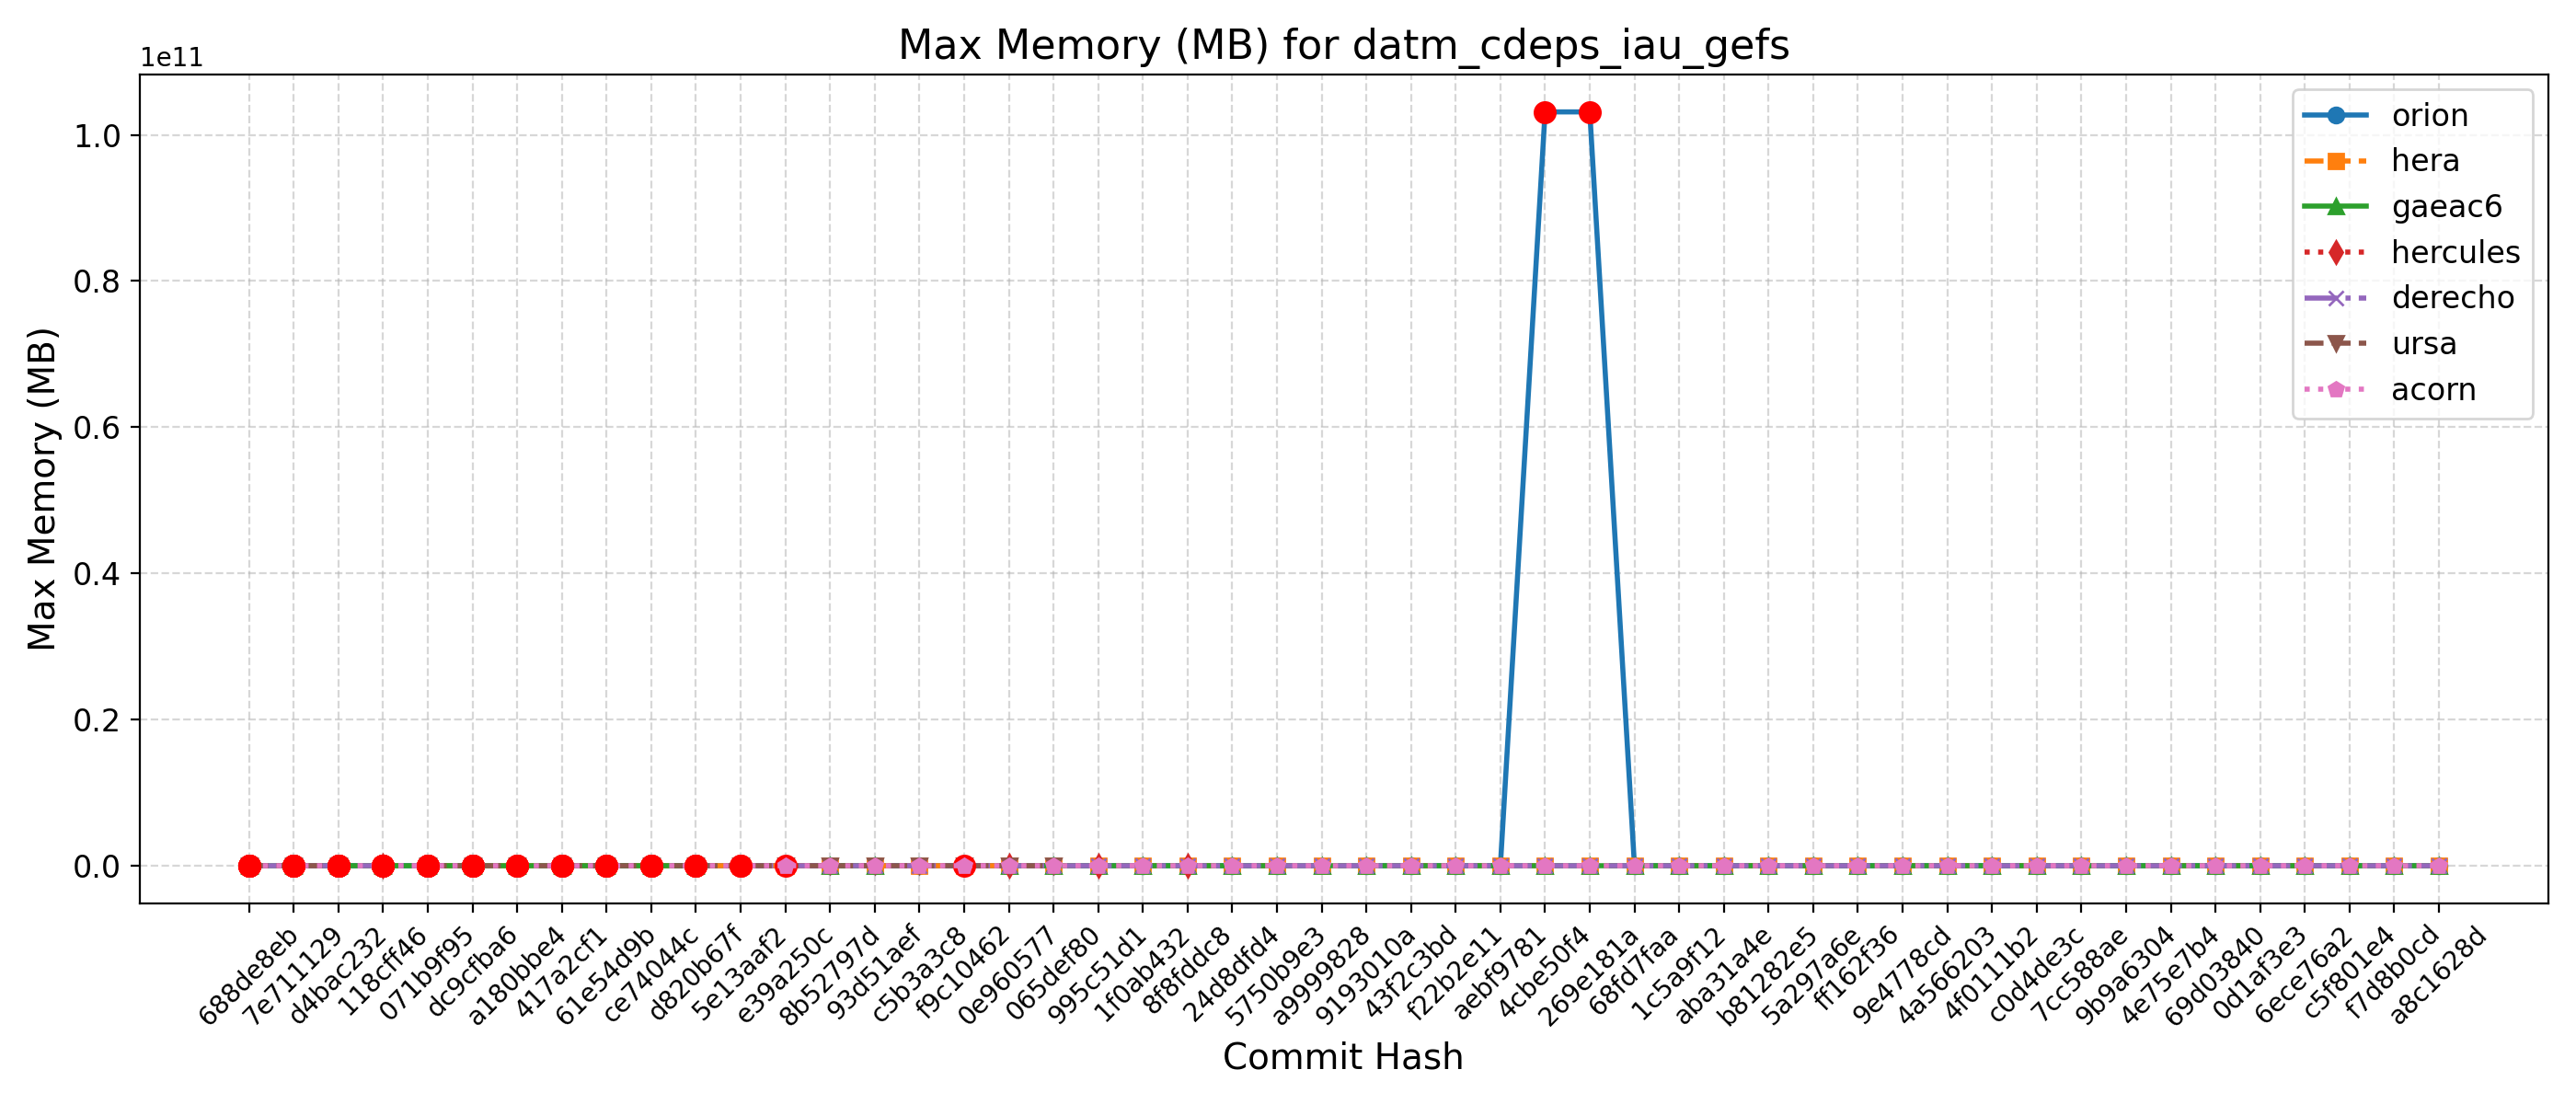 Max Memory (MB) for datm_cdeps_iau_gefs
1e11
1.0
0.8
0.6
0.4
0.2
0.0
Max Memory (MB)
orion
hera
gaeac6
hercules
derecho
ursa
acorn
688de8eb
7e711129
d4bac232
118cff46
071b9f95
dc9cfba6
a180bbe4
417a2cf1
61e54d9b
ce74044c
d820b67f
5e13aaf2
e39a250c
8b52797d
93d51aef
c5b3a3c8
f9c10462
0e960577
065def80
995c51d1
1f0ab432
8f8fddc8
24d8dfd4
5750b9e3
a9999828
9193010a
43f2c3bd
f22b2e11
aebf9781
4cbe50f4
269e181a
68fd7faa
1c5a9f12
aba31a4e
b81282e5
5a297a6e
ff162f36
9e4778cd
4a566203
4f0111b2
c0d4de3c
7cc588ae
9b9a6304
4e75e7b4
69d03840
0d1af3e3
6ece76a2
c5f801e4
f7d8b0cd
a8c1628d
Commit Hash